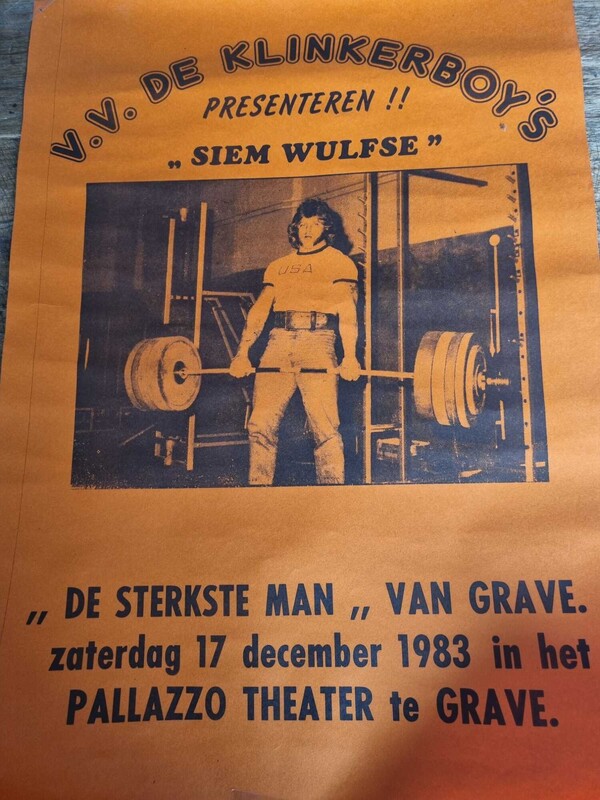 V.V. DE KLINKERBOY'S
PRESENTEREN !!
„ SIEM WULFSE ”
USA
„ DE STERKSTE MAN „ VAN GRAVE.
zaterdag 17 december 1983 in het
PALLAZZO THEATER te GRAVE.